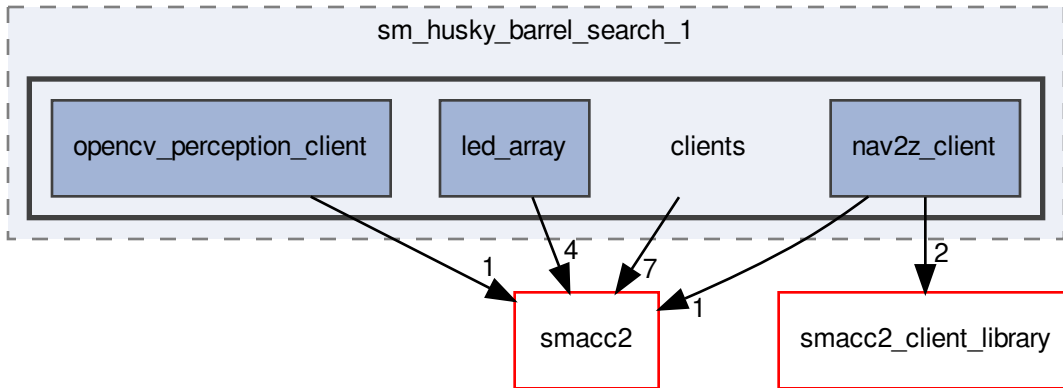 sm_husky_barrel_search_1
opencv_perception_client
led_array
clients
nav2z_client
1
4
7
1
2
smacc2
smacc2_client_library